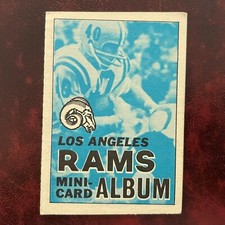 LOS ANGELES
RAMS
MINI-
CARD ALBUM